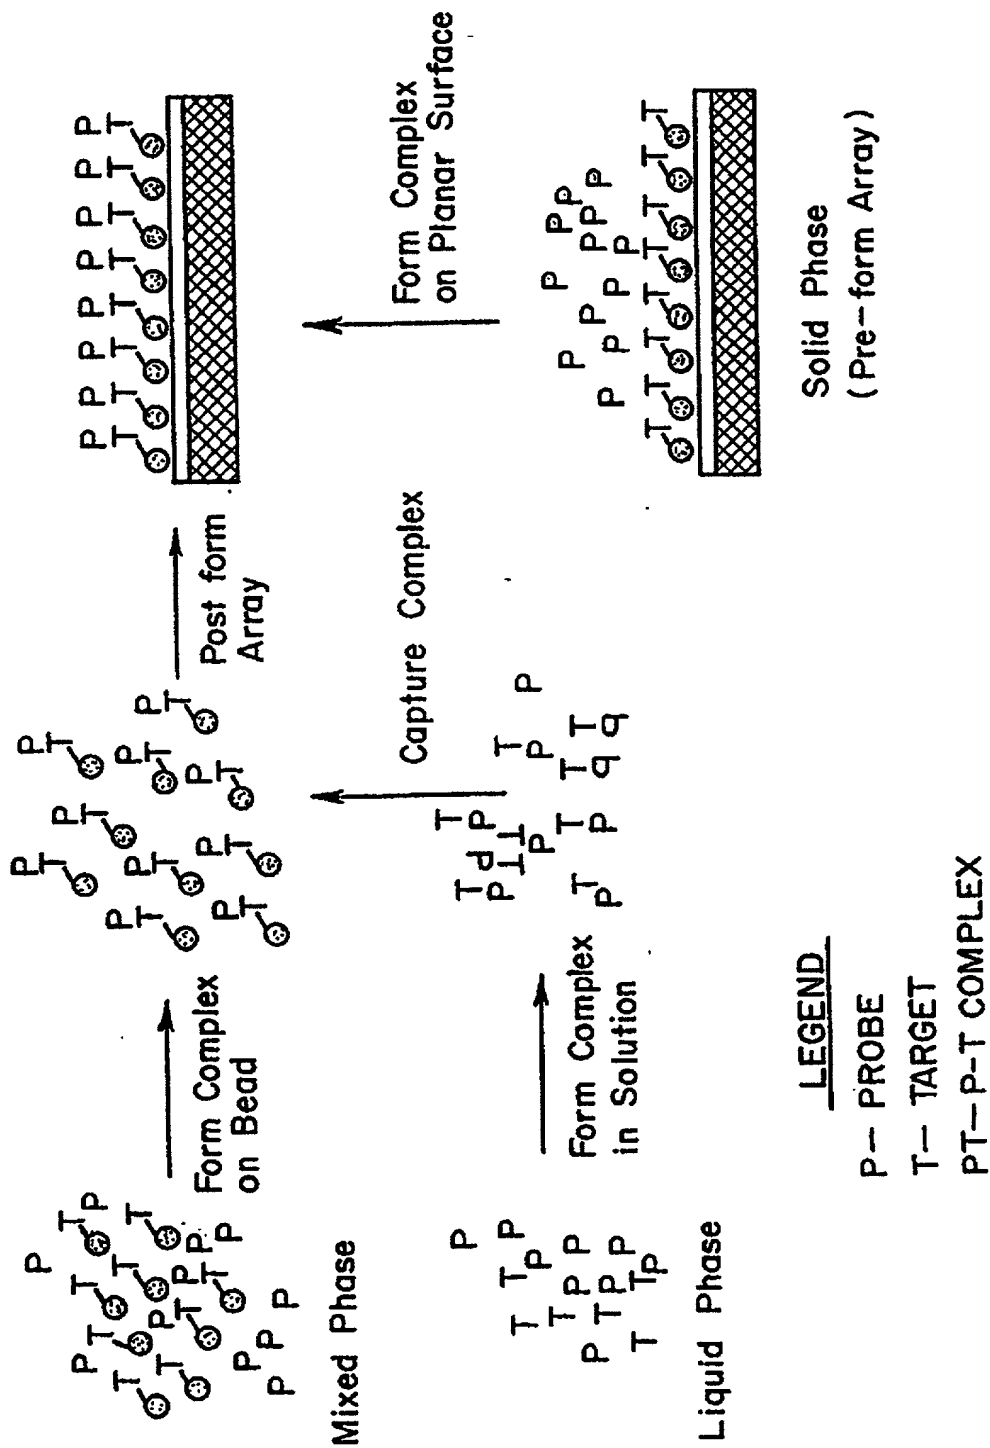 P P P P P P P P
T T T T T T T T
Form Complex
on Bead
Post form
Array
Mixed Phase
Capture Complex
Form Complex
on Planar Surface
Form Complex
in Solution
T T T T T T T T
Liquid Phase
Solid Phase
(Pre-form Array)
LEGEND
P— PROBE
T— TARGET
PT— P-T COMPLEX